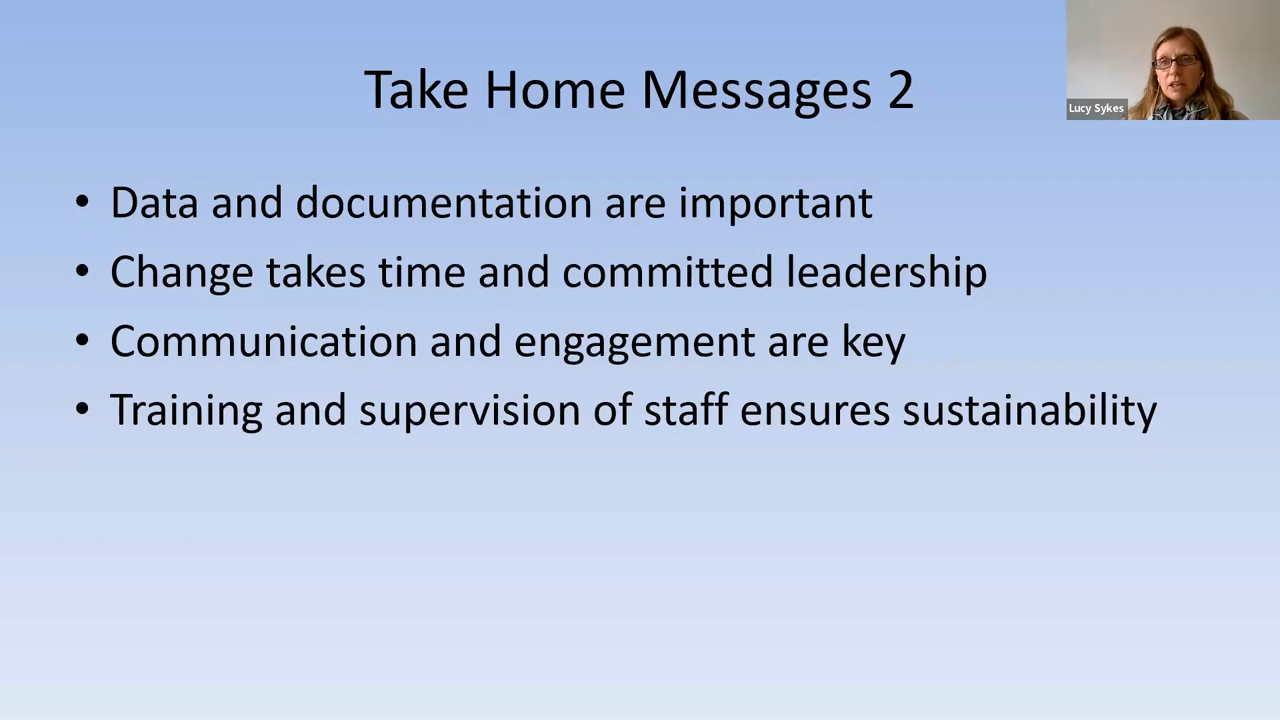 Take Home Messages 2
Lucy Sykes
• Data and documentation are important
• Change takes time and committed leadership
• Communication and engagement are key
• Training and supervision of staff ensures sustainability